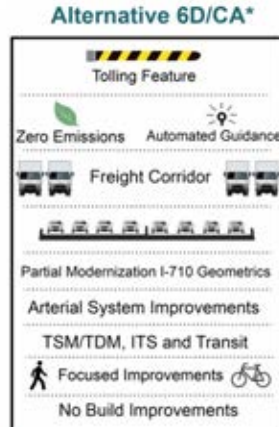 Alternative 6D/CA*
Tolling Feature
Zero Emissions Automated Guidance
Freight Corridor
Partial Modernization I-710 Geometrics
Arterial System Improvements
TSM/TDM, ITS and Transit
Focused Improvements
No Build Improvements